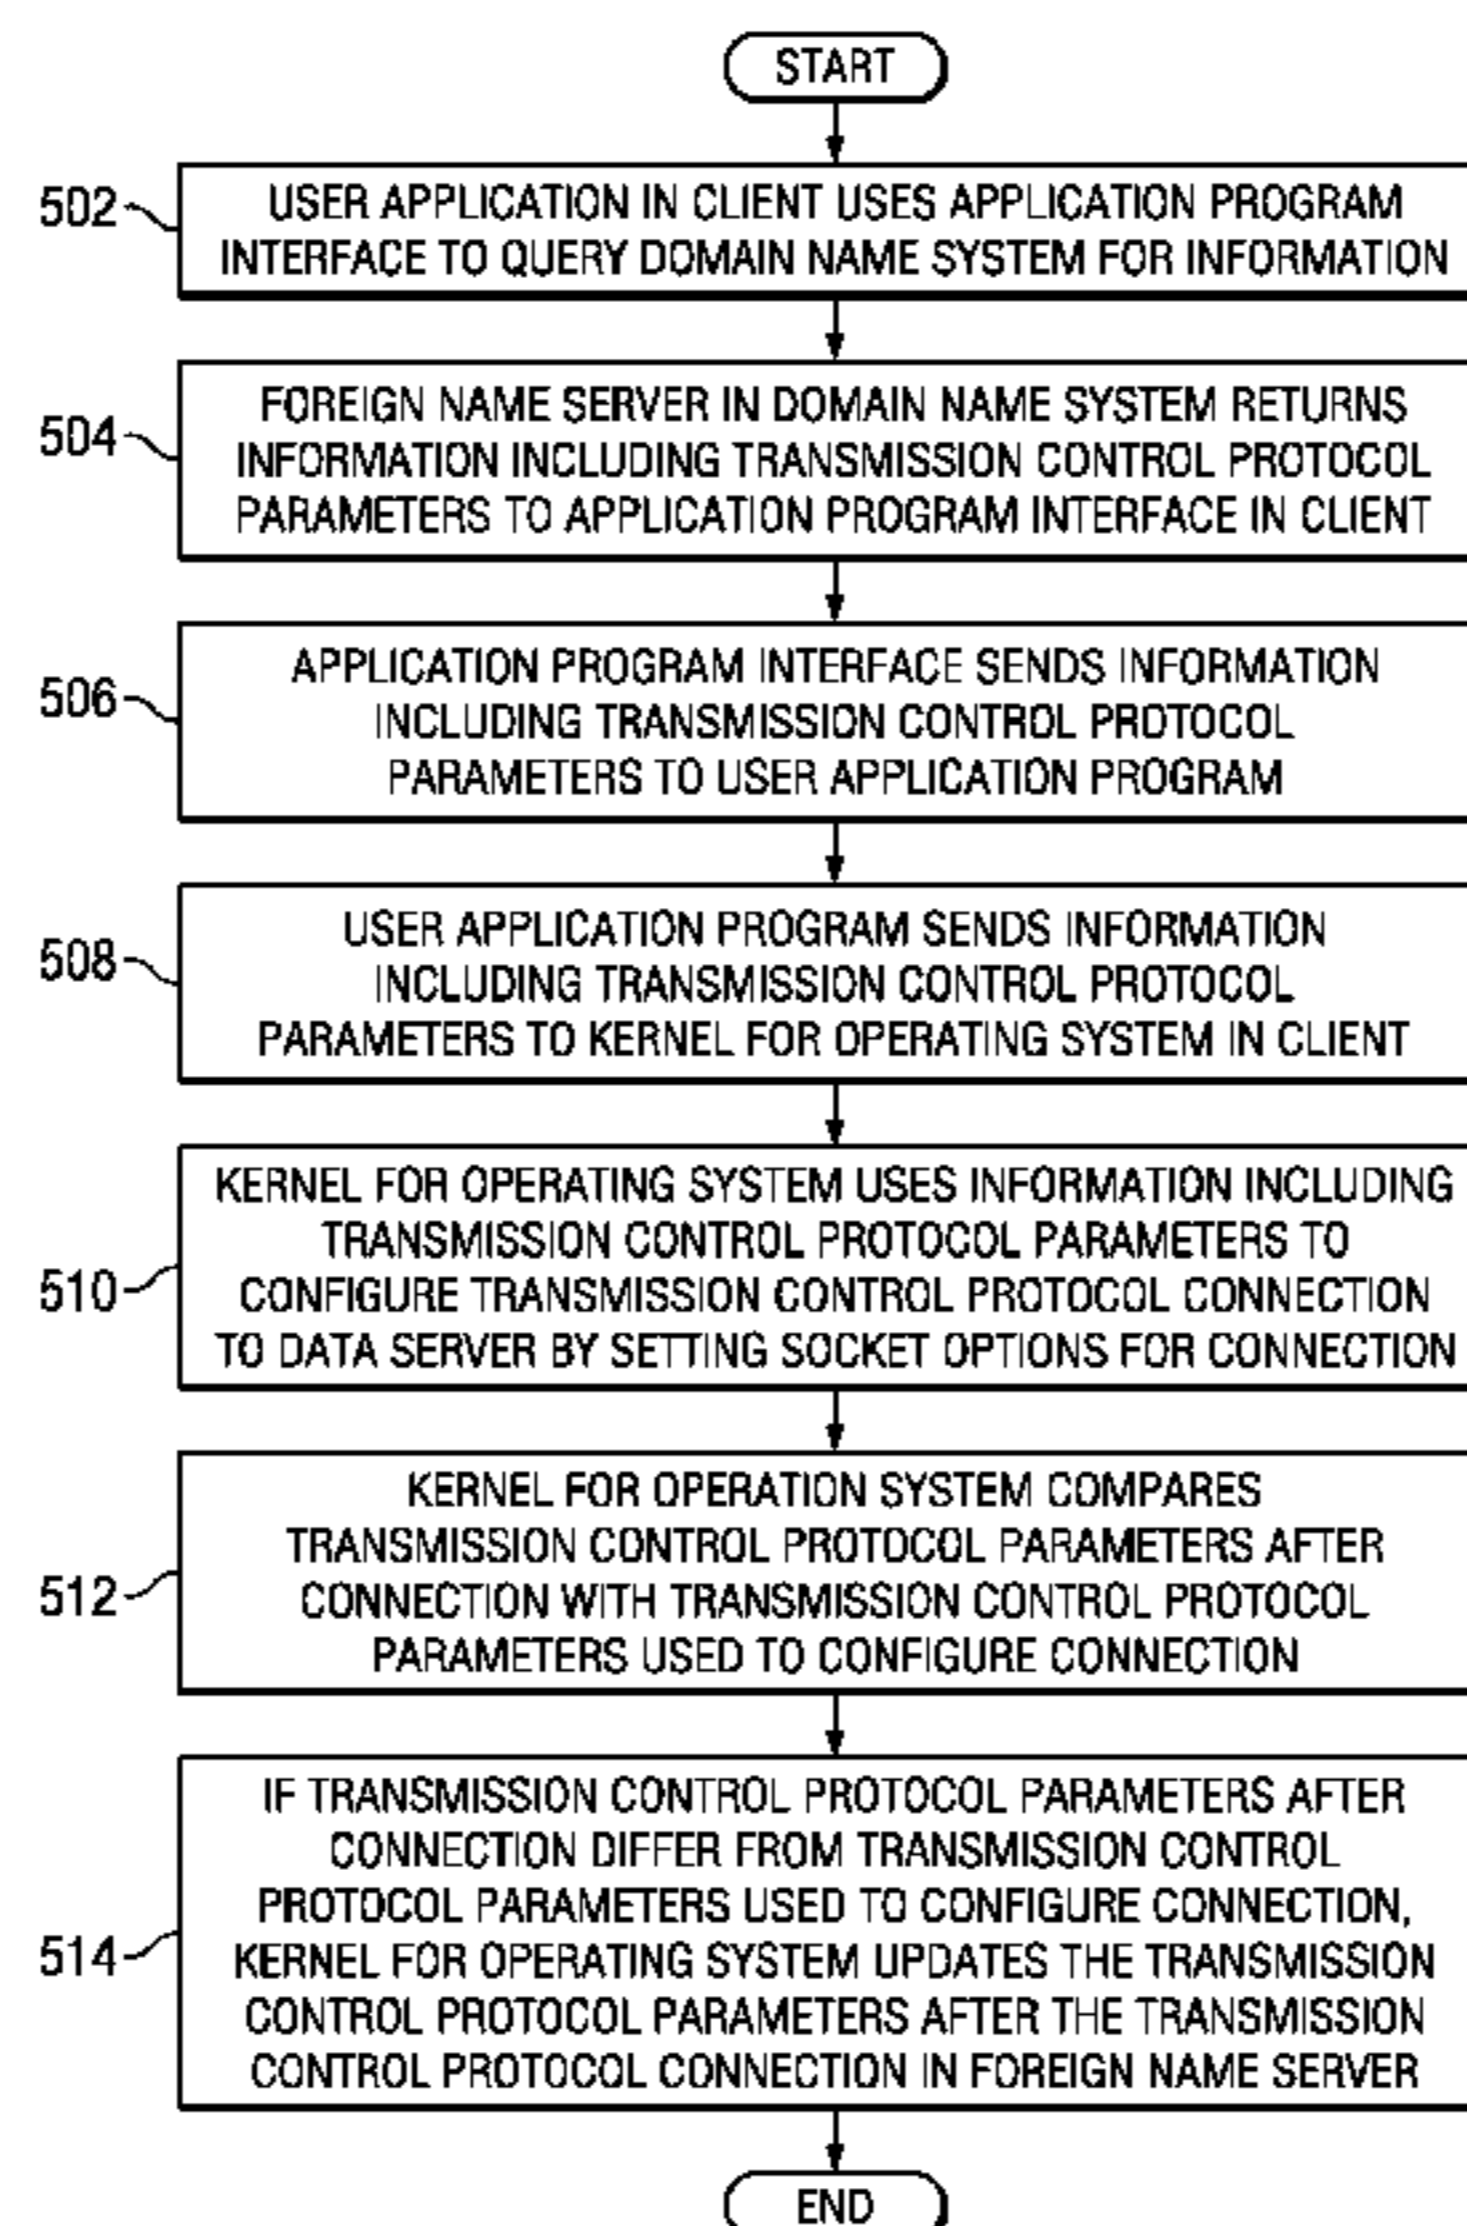 START
502
USER APPLICATION IN CLIENT USES APPLICATION PROGRAM
INTERFACE TO QUERY DOMAIN NAME SYSTEM FOR INFORMATION
504
FOREIGN NAME SERVER IN DOMAIN NAME SYSTEM RETURNS
INFORMATION INCLUDING TRANSMISSION CONTROL PROTOCOL
PARAMETERS TO APPLICATION PROGRAM INTERFACE IN CLIENT
506
APPLICATION PROGRAM INTERFACE SENDS INFORMATION
INCLUDING TRANSMISSION CONTROL PROTOCOL
PARAMETERS TO USER APPLICATION PROGRAM
508
USER APPLICATION PROGRAM SENDS INFORMATION
INCLUDING TRANSMISSION CONTROL PROTOCOL
PARAMETERS TO KERNEL FOR OPERATING SYSTEM IN CLIENT
510
KERNEL FOR OPERATING SYSTEM USES INFORMATION INCLUDING
TRANSMISSION CONTROL PROTOCOL PARAMETERS TO
CONFIGURE TRANSMISSION CONTROL PROTOCOL CONNECTION
TO DATA SERVER BY SETTING SOCKET OPTIONS FOR CONNECTION
512
KERNEL FOR OPERATION SYSTEM COMPARES
TRANSMISSION CONTROL PROTOCOL PARAMETERS AFTER
CONNECTION WITH TRANSMISSION CONTROL PROTOCOL
PARAMETERS USED TO CONFIGURE CONNECTION
514
IF TRANSMISSION CONTROL PROTOCOL PARAMETERS AFTER
CONNECTION DIFFER FROM TRANSMISSION CONTROL
PROTOCOL PARAMETERS USED TO CONFIGURE CONNECTION,
KERNEL FOR OPERATING SYSTEM UPDATES THE TRANSMISSION
CONTROL PROTOCOL PARAMETERS AFTER THE TRANSMISSION
CONTROL PROTOCOL CONNECTION IN FOREIGN NAME SERVER
END